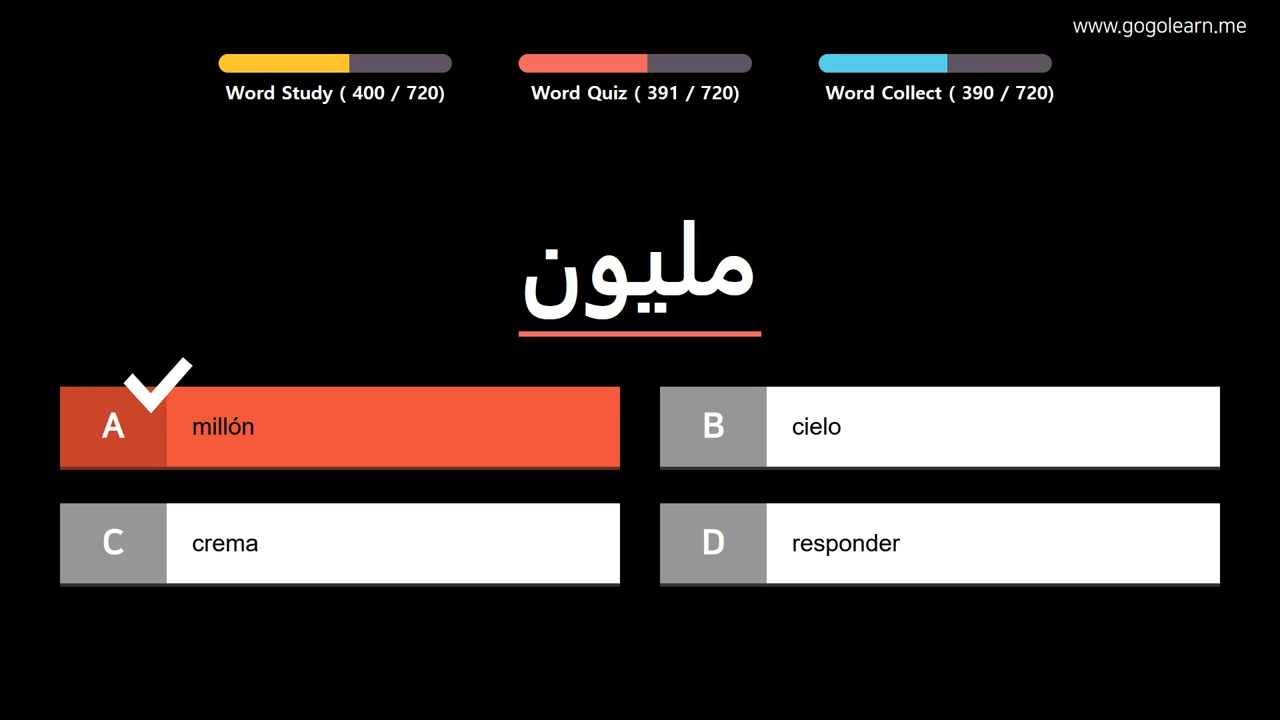 www.gogolearn.me
Word Study ( 400 / 720)
Word Quiz ( 391 / 720)
Word Collect ( 390 / 720)
مليون
A millón
B cielo
C crema
D responder